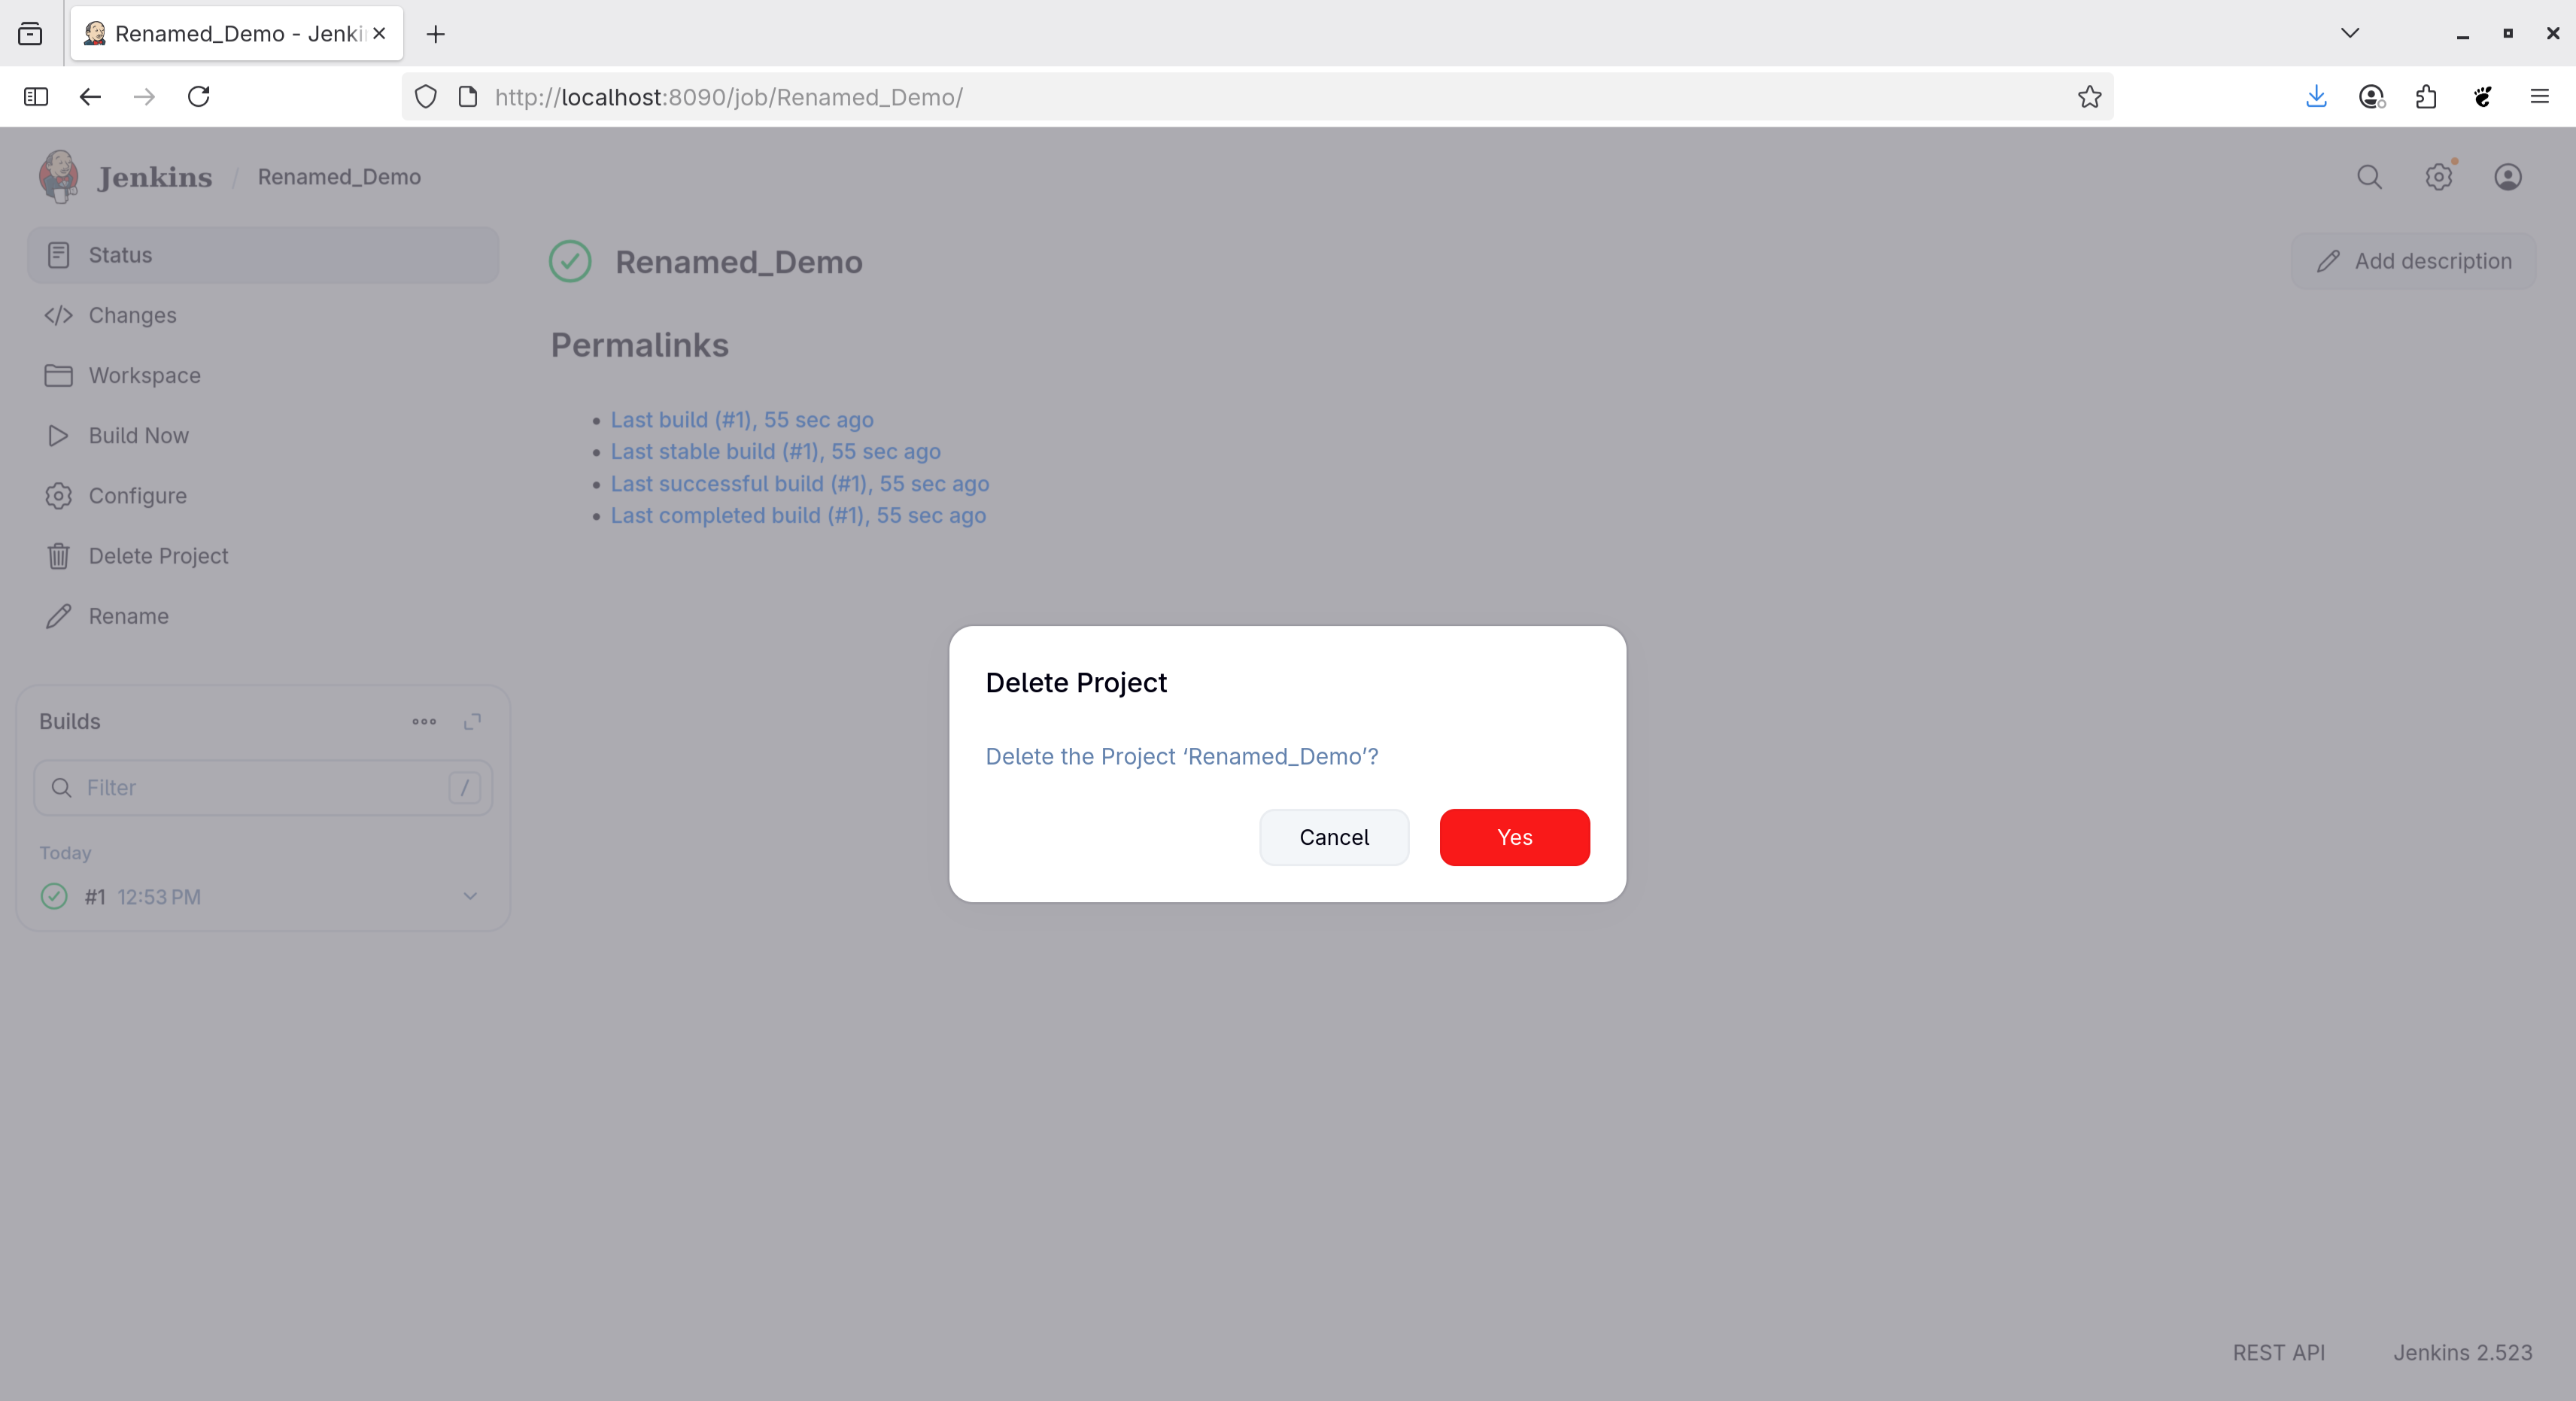 Renamed_Demo - Jenki
http://localhost:8090/job/Renamed_Demo/
Jenkins / Renamed_Demo
Status
Changes
Workspace
Build Now
Configure
Delete Project
Rename
Builds
Filter /
Today
#1 12:53 PM
Renamed_Demo
Add description
Permalinks
Last build (#1), 55 sec ago
Last stable build (#1), 55 sec ago
Last successful build (#1), 55 sec ago
Last completed build (#1), 55 sec ago
Delete Project
Delete the Project ‘Renamed_Demo’?
Cancel Yes
REST API Jenkins 2.523